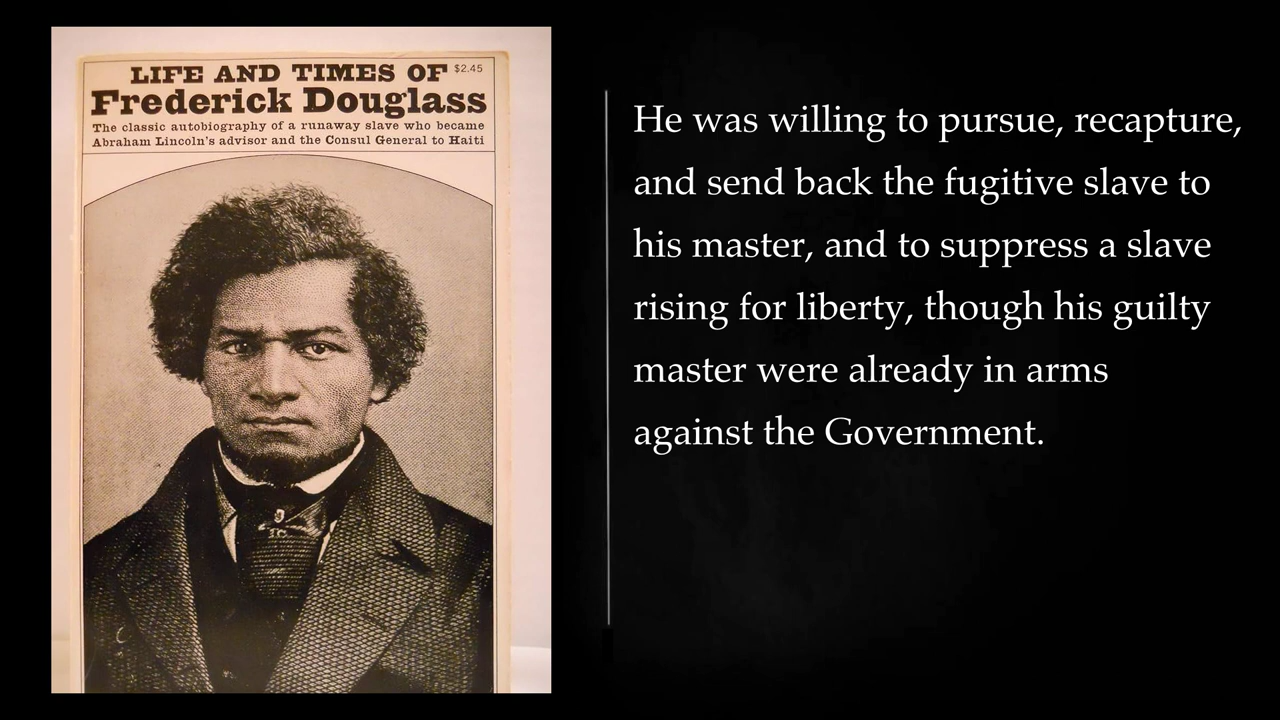 LIFE AND TIMES OF $2.45
Frederick Douglass
The classic autobiography of a runaway slave who became
Abraham Lincoln's advisor and the Consul General to Haiti
He was willing to pursue, recapture,
and send back the fugitive slave to
his master, and to suppress a slave
rising for liberty, though his guilty
master were already in arms
against the Government.